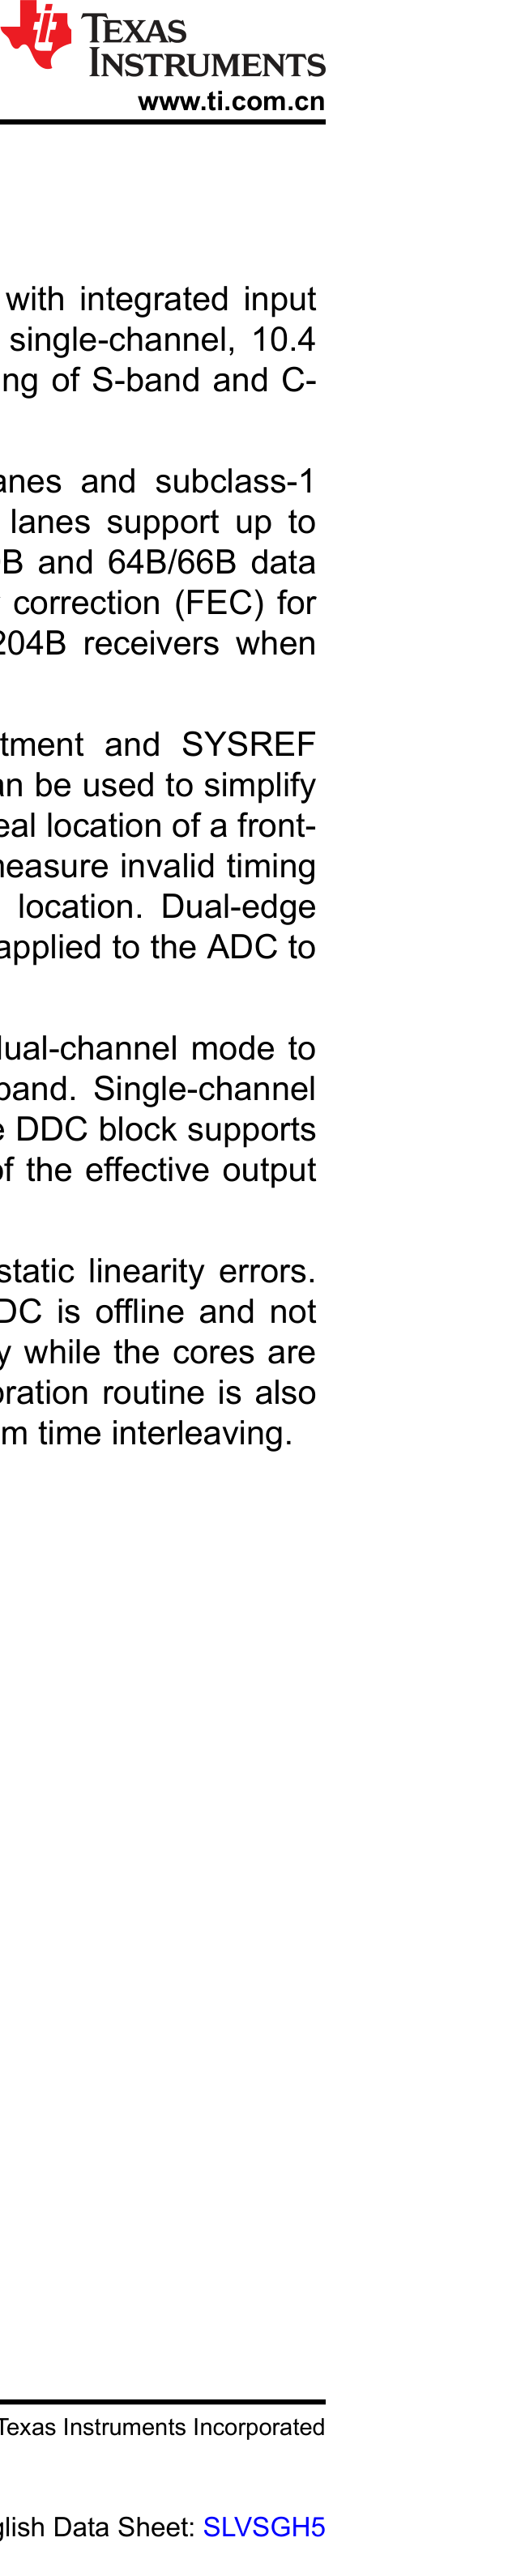 TEXAS
INSTRUMENTS
www.ti.com.cn
with integrated input
single-channel, 10.4
ng of S-band and C-
anes and subclass-1
lanes support up to
B and 64B/66B data
correction (FEC) for
204B receivers when
tment and SYSREF
an be used to simplify
eal location of a front-
measure invalid timing
location. Dual-edge
applied to the ADC to
dual-channel mode to
band. Single-channel
e DDC block supports
of the effective output
static linearity errors.
DC is offline and not
y while the cores are
oration routine is also
m time interleaving.
Texas Instruments Incorporated
glish Data Sheet: SLVSGH5